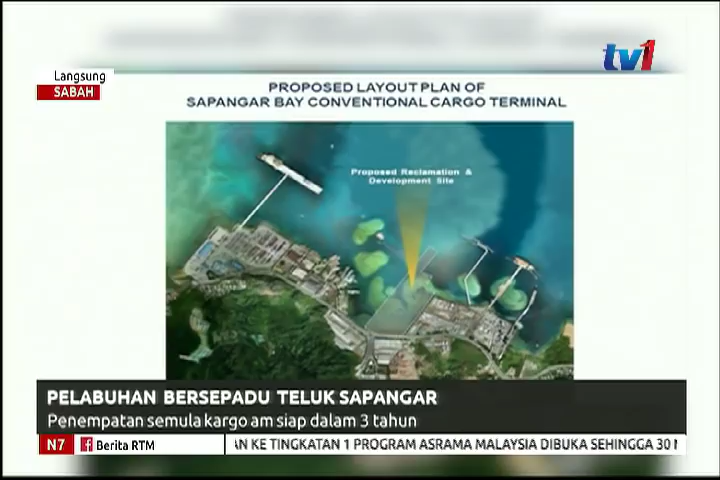 tv1
Langsung
SABAH
PROPOSED LAYOUT PLAN OF
SAPANGAR BAY CONVENTIONAL CARGO TERMINAL
Proposed Reclamation &
Development Site
PELABUHAN BERSEPADU TELUK SAPANGAR
Penempatan semula kargo am siap dalam 3 tahun
N7 f Berita RTM AN KE TINGKATAN 1 PROGRAM ASRAMA MALAYSIA DIBUKA SEHINGGA 30